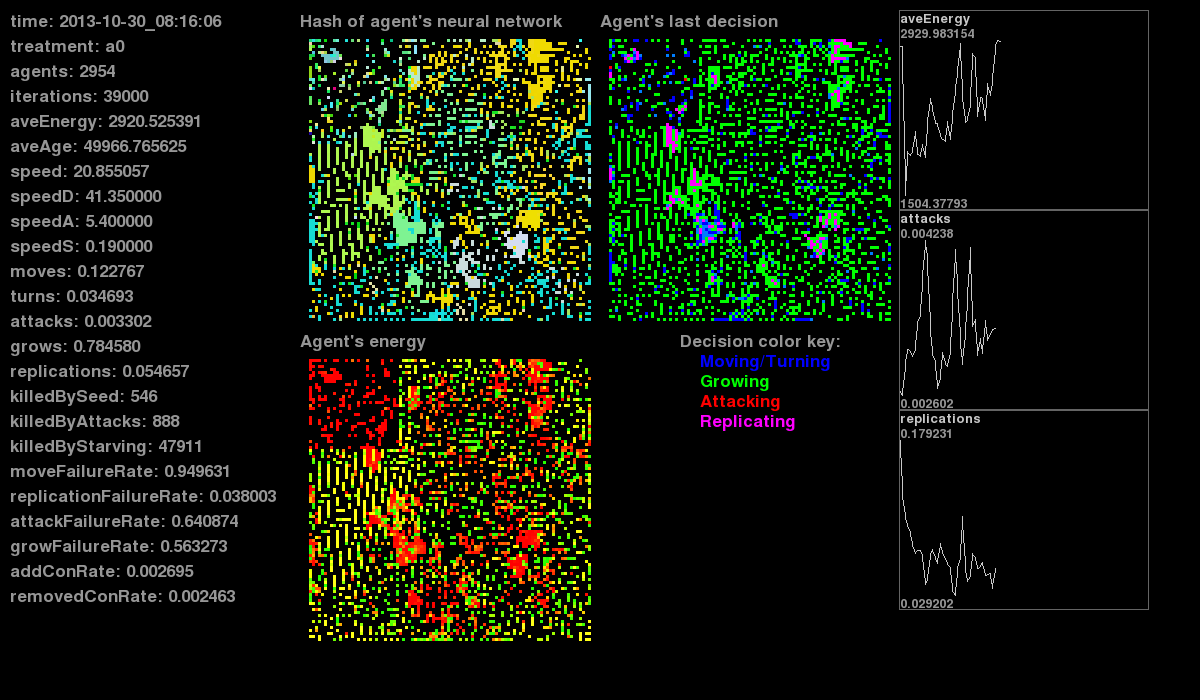 time: 2013-10-30_08:16:06
treatment: a0
agents: 2954
iterations: 39000
aveEnergy: 2920.525391
aveAge: 49966.765625
speed: 20.855057
speedD: 41.350000
speedA: 5.400000
speedS: 0.190000
moves: 0.122767
turns: 0.034693
attacks: 0.003302
grows: 0.784580
replications: 0.054657
killedBySeed: 546
killedByAttacks: 888
killedByStarving: 47911
moveFailureRate: 0.949631
replicationFailureRate: 0.038003
attackFailureRate: 0.640874
growFailureRate: 0.563273
addConRate: 0.002695
removedConRate: 0.002463
Hash of agent's neural network
Agent's last decision
Agent's energy
Decision color key:
Moving/Turning
Growing
Attacking
Replicating
aveEnergy
2929.983154
1504.37793
attacks
0.004238
0.002602
replications
0.179231
0.029202